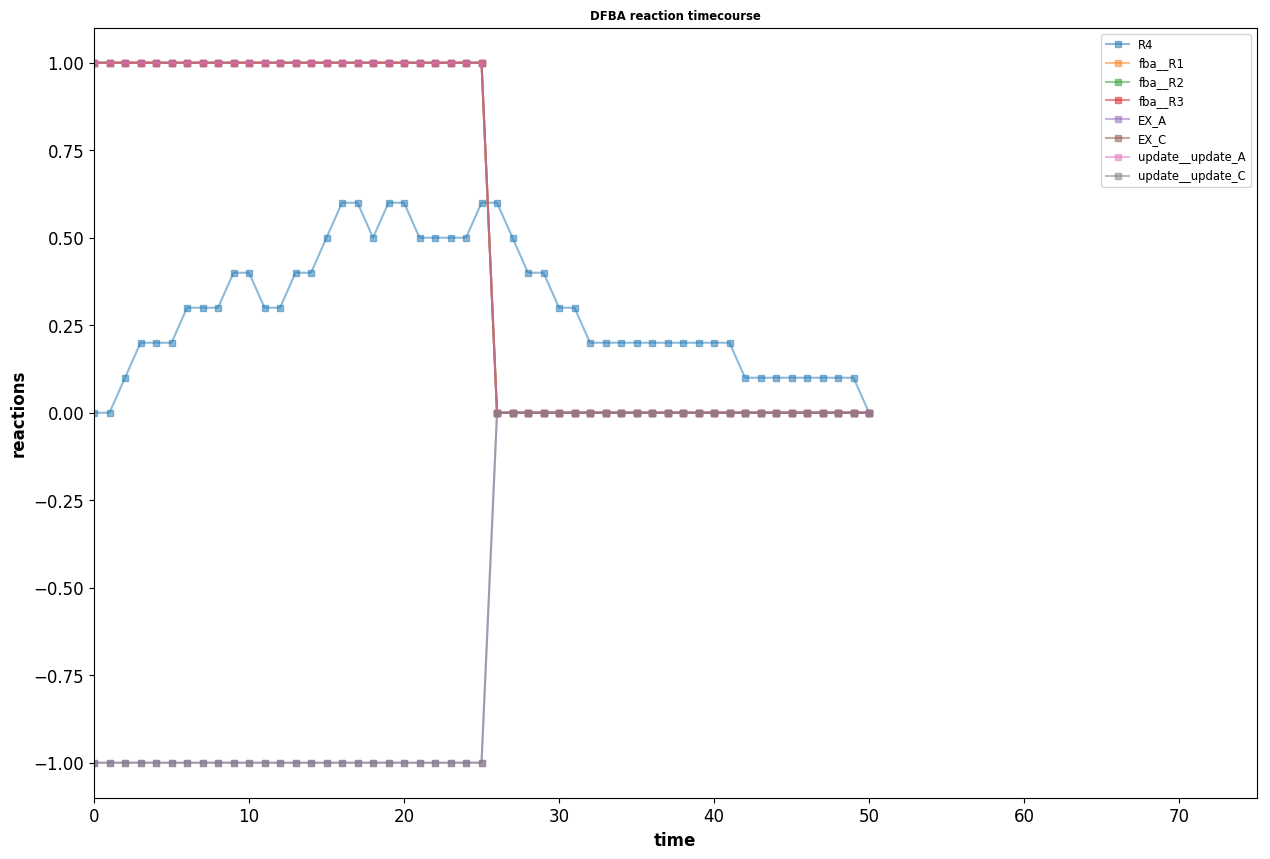 DFBA reaction timecourse
R4
fba__R1
fba__R2
fba__R3
EX_A
EX_C
update__update_A
update__update_C
1.00
0.75
0.50
0.25
0.00
−0.25
−0.50
−0.75
−1.00
reactions
0 10 20 30 40 50 60 70
time